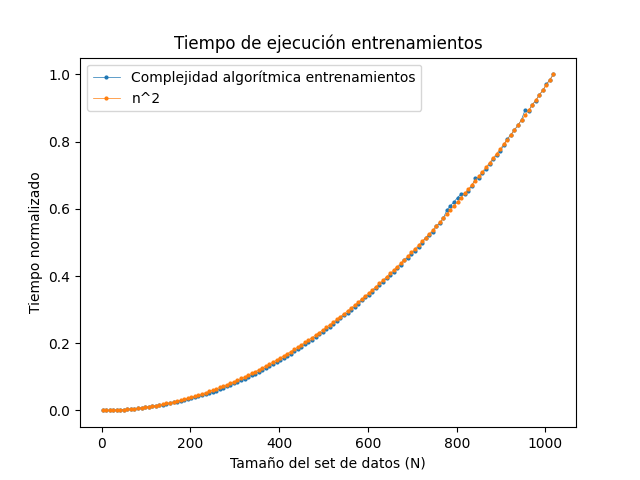 Tiempo de ejecución entrenamientos
Complejidad algorítmica entrenamientos
n^2
Tiempo normalizado
1.0
0.8
0.6
0.4
0.2
0.0
0 200 400 600 800 1000
Tamaño del set de datos (N)